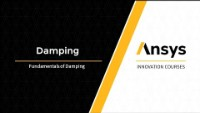 Damping
Fundamentals of Damping
Ansys
INNOVATION COURSES